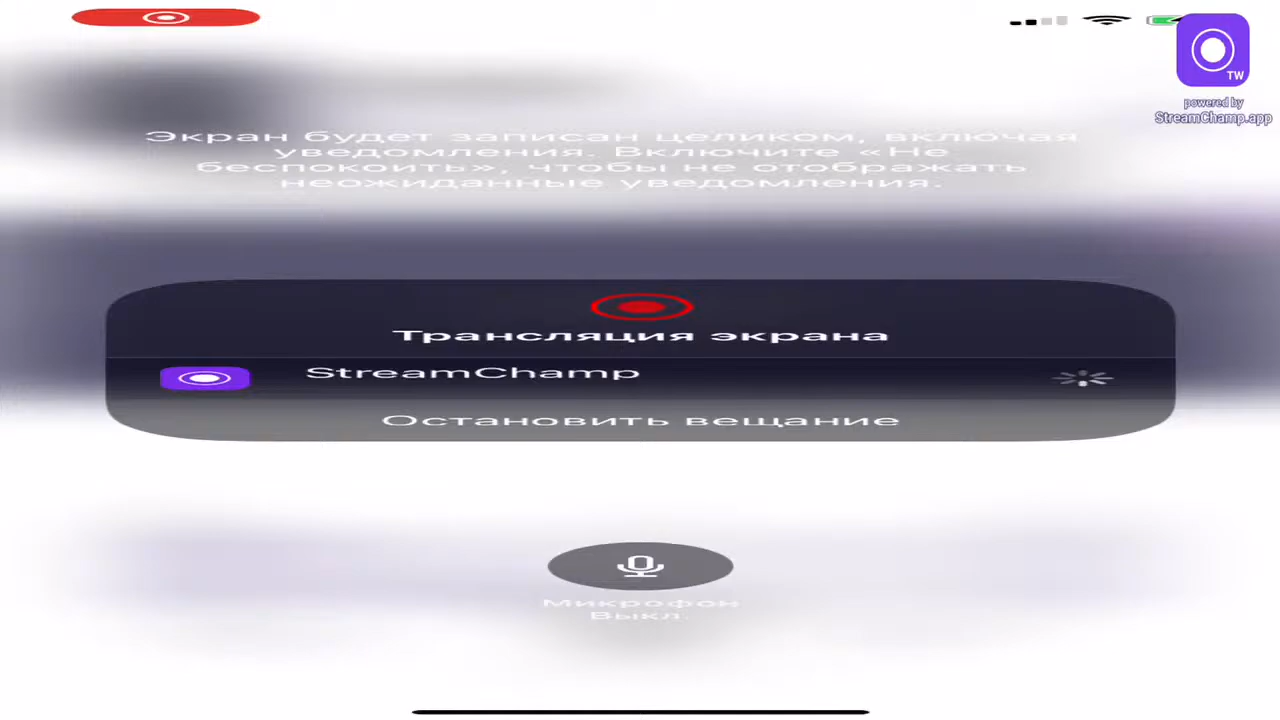 TW
powered by
StreamChamp.app
Экран будет записан целиком, включая
уведомления. Включите «Не
беспокоить», чтобы не отображать
неожиданные уведомления.
Трансляция экрана
StreamChamp
Остановить вещание
Микрофон
Выкл.